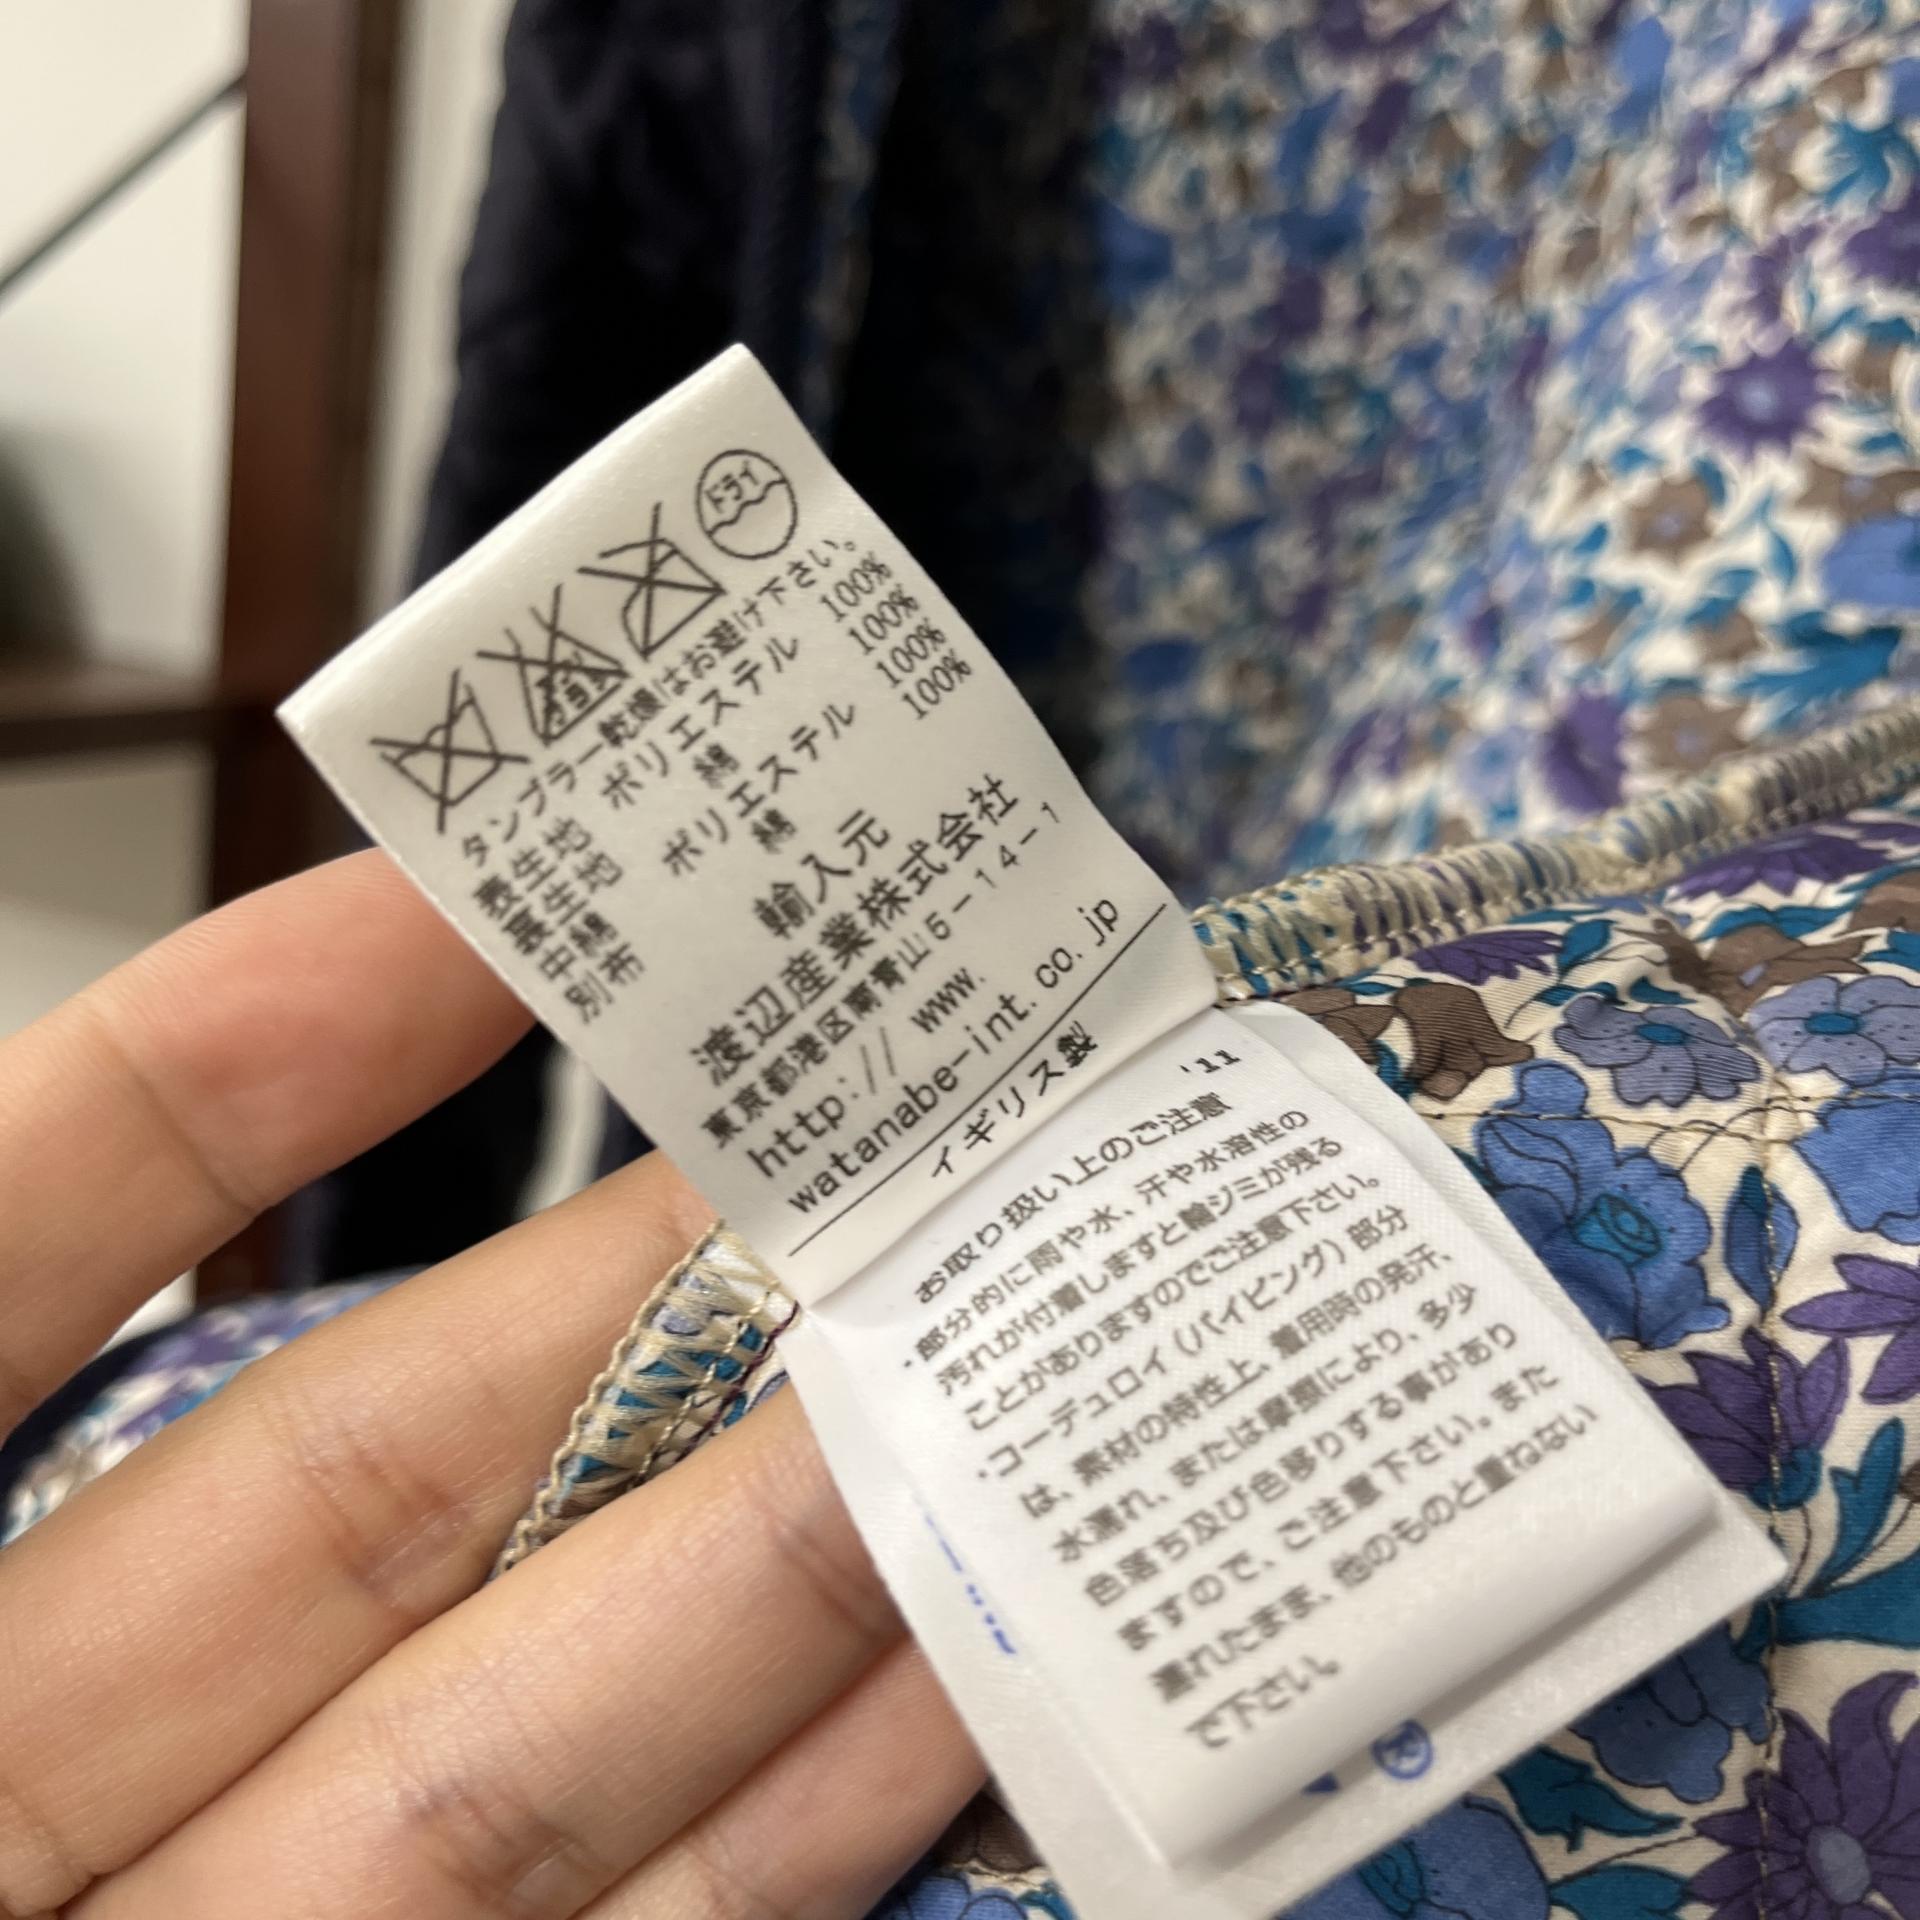 ドライ
エンソ
サラシ
タンブラー乾燥はお避け下さい。
表生地 ポリエステル 100%
裏生地 綿 100%
中綿 ポリエステル 100%
別布 綿 100%
輸入元
渡辺産業株式会社
東京都港区南青山5-14-1
http://www.
watanabe-int.co.jp
イギリス製
'11
お取り扱い上のご注意
・部分的に雨や水、汗や水溶性の
汚れが付着しますと輪ジミが残る
ことがありますのでご注意下さい。
・コーデュロイ(パイピング)部分
は、素材の特性上、着用時の発汗、
水濡れ、または摩擦により、多少
色落ち及び色移りする事があり
ますので、ご注意下さい。また
濡れたまま、他のものと重ねない
で下さい。